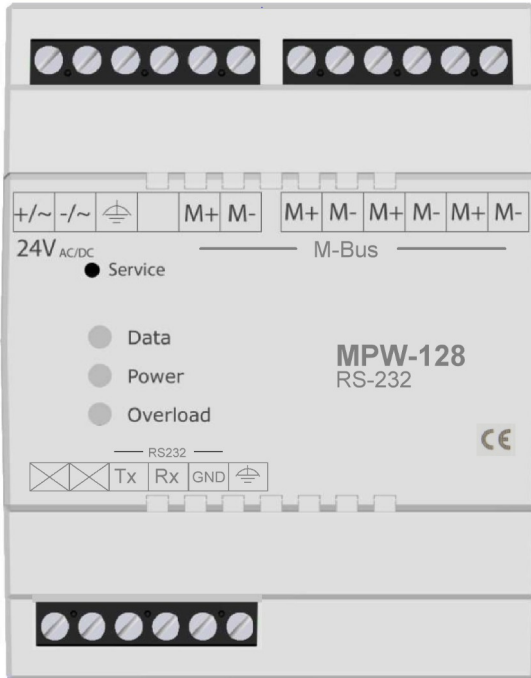 +/~ -/~ M+ M- M+ M- M+ M- M+ M-
24V AC/DC M-Bus
Service
Data
MPW-128
Power
RS-232
Overload
CE
RS232
Tx Rx GND